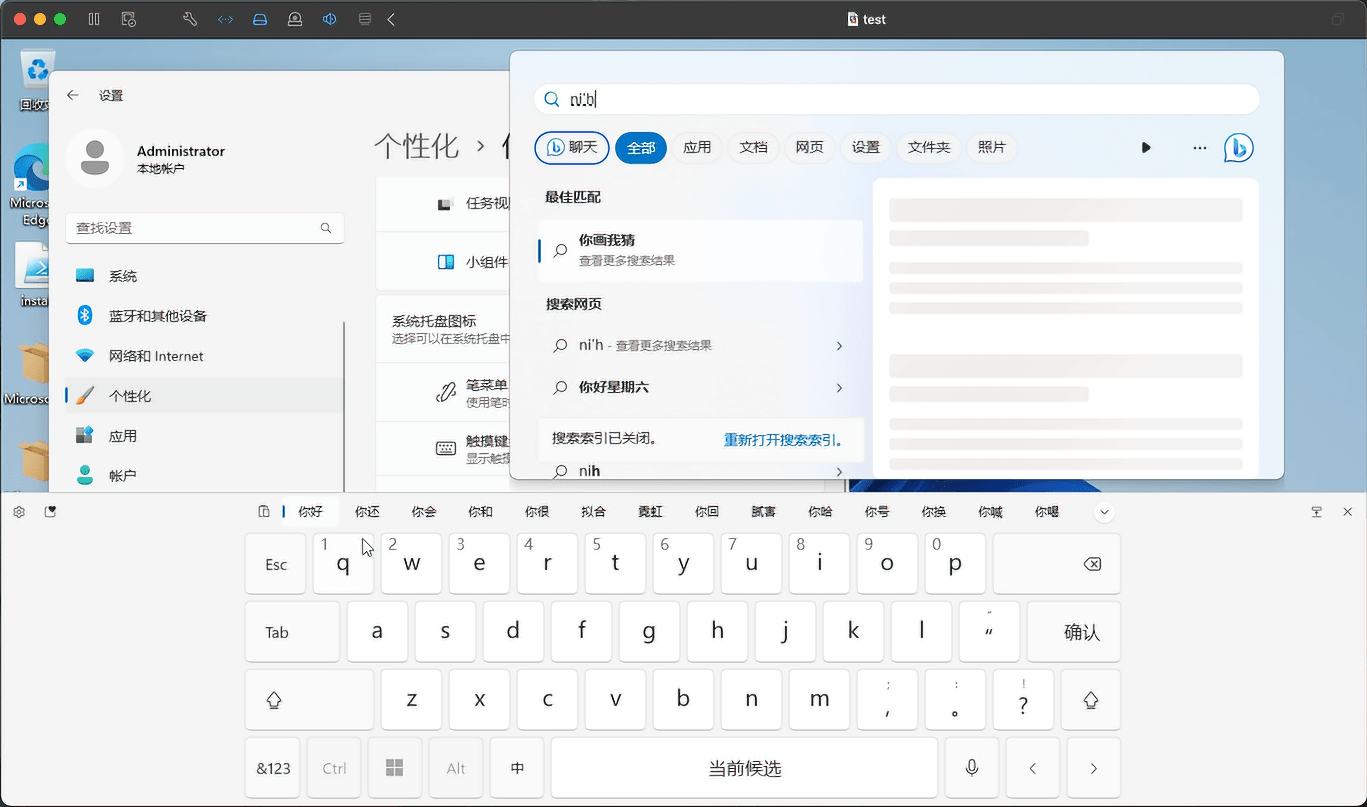 test
回收
Microsoft
Edge
insta
Microso
设置
Administrator
本地帐户
查找设置
系统
蓝牙和其他设备
网络和 Internet
个性化
应用
帐户
个性化 ›
任务视
小组件
系统托盘图标
选择可以在系统托盘中
笔菜单
使用笔时
触摸键
显示触摸
ni'h
聊天 全部 应用 文档 网页 设置 文件夹 照片
最佳匹配
你画我猜
查看更多搜索结果
搜索网页
ni'h - 查看更多搜索结果
你好星期六
搜索索引已关闭。 重新打开搜索索引。
nih
你好 你还 你会 你和 你很 拟合 霓虹 你回 腻害 你哈 你号 你换 你喊 你嗯
Esc 1 q 2 w 3 e 4 r 5 t 6 y 7 u 8 i 9 o 0 p
Tab a s d f g h j k l ” “ 确认
z x c v b n m ; , : 。 ! ?
&123 Ctrl Alt 中 当前候选